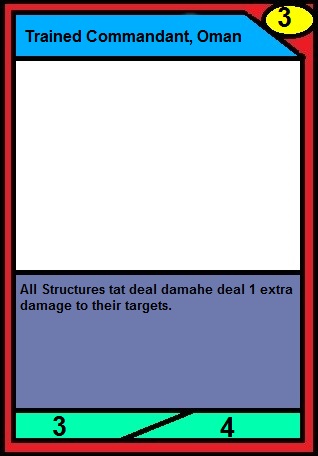 Trained Commandant, Oman
3
All Structures tat deal damahe deal 1 extra
damage to their targets.
3
4